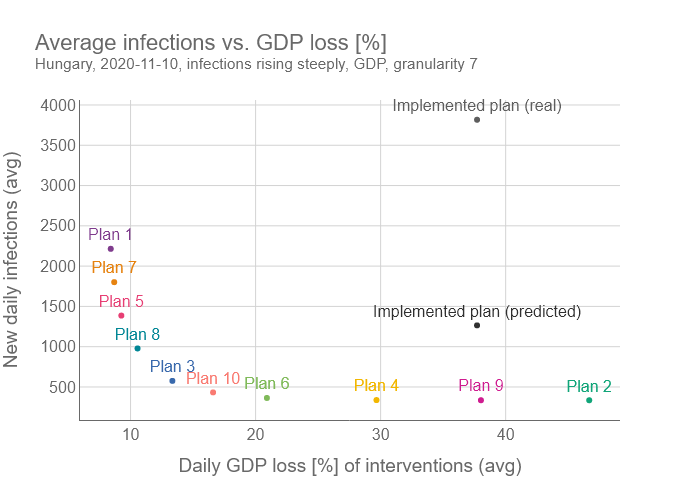 Average infections vs. GDP loss [%]
Hungary, 2020-11-10, infections rising steeply, GDP, granularity 7
4000
Implemented plan (real)
3500
3000
2500
Plan 1
2000
Plan 7
1500
Plan 5
Implemented plan (predicted)
Plan 8
1000
Plan 3
Plan 10
Plan 6
Plan 4
Plan 9
Plan 2
500
10
20
30
40
New daily infections (avg)
Daily GDP loss [%] of interventions (avg)